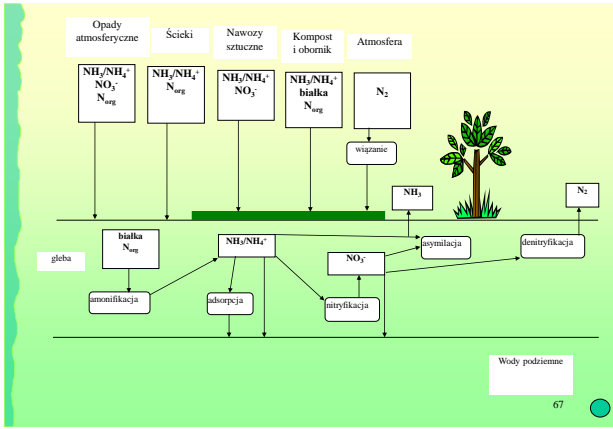 Opady
atmosferyczne
Ścieki
Nawozy
sztuczne
Kompost
i obornik
Atmosfera
NH₃/NH₄⁺
NO₃⁻
Nₒᵣg
NH₃/NH₄⁺
Nₒᵣg
NH₃/NH₄⁺
NO₃⁻
NH₃/NH₄⁺
białka
Nₒᵣg
N₂
wiązanie
NH₃
N₂
gleba
białka
Nₒᵣg
NH₃/NH₄⁺
NO₃⁻
asymilacja
denitryfikacja
amonifikacja
adsorpcja
nitryfikacja
Wody podziemne
67